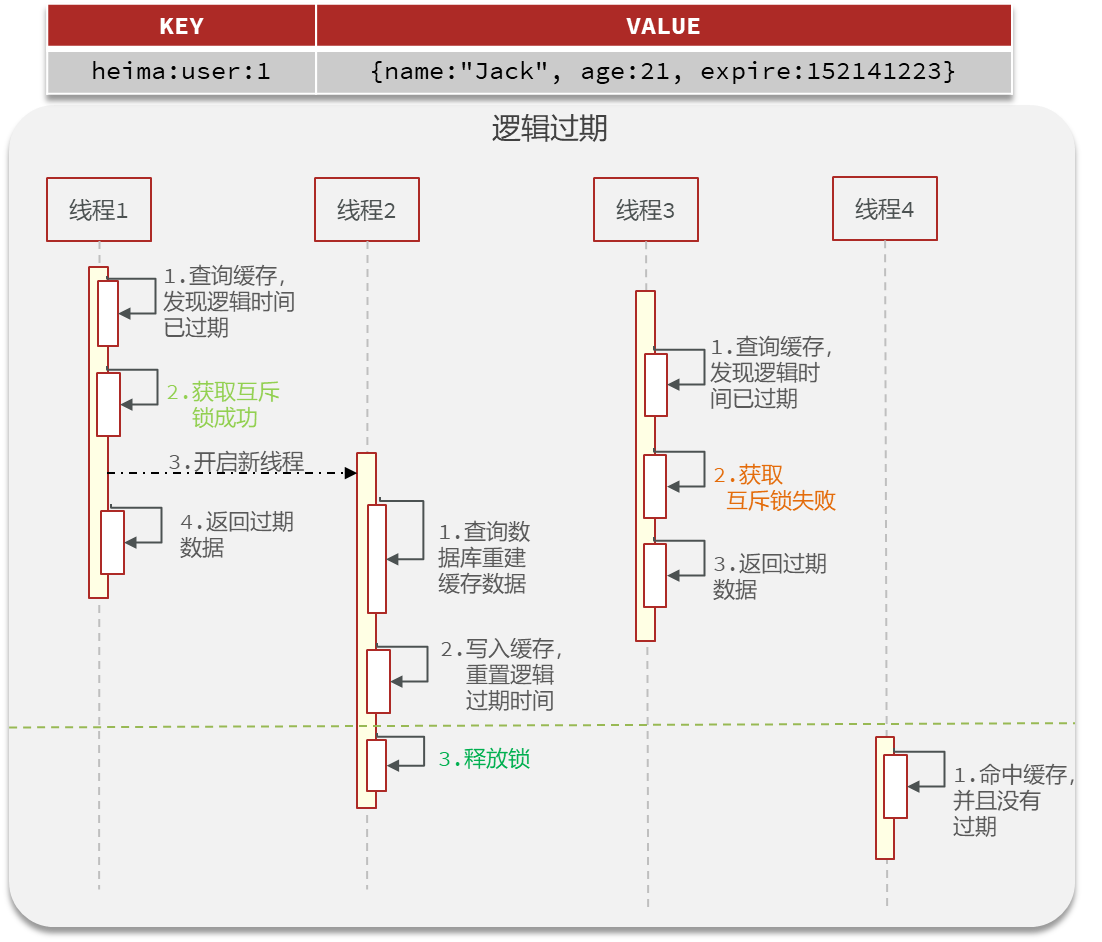 KEY VALUE
heima:user:1 {name:"Jack", age:21, expire:152141223}
逻辑过期
线程1 线程2 线程3 线程4
1.查询缓存,
发现逻辑时间
已过期
2.获取互斥
锁成功
3.开启新线程
4.返回过期
数据
1.查询数
据库重建
缓存数据
2.写入缓存,
重置逻辑
过期时间
3.释放锁
1.查询缓存,
发现逻辑时
间已过期
2.获取
互斥锁失败
3.返回过期
数据
1.命中缓存,
并且没有
过期